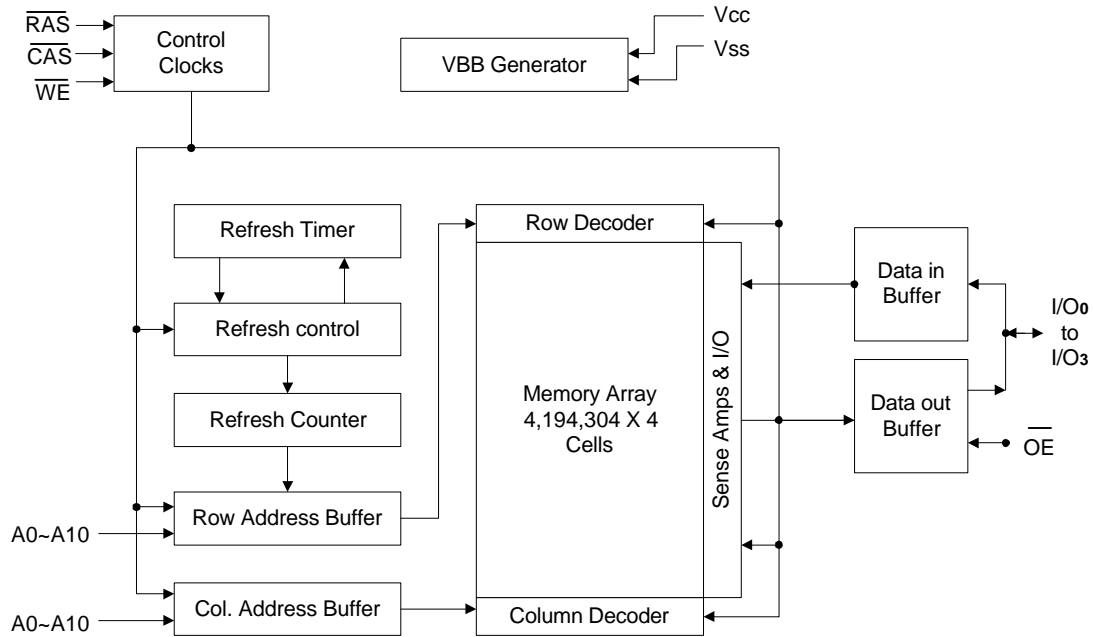 RAS
CAS
WE
Control
Clocks
VBB Generator
Vcc
Vss
Refresh Timer
Refresh control
Refresh Counter
Row Address Buffer
A0~A10
Col. Address Buffer
A0~A10
Row Decoder
Memory Array
4,194,304 X 4
Cells
Column Decoder
Sense Amps & I/O
Data in
Buffer
Data out
Buffer
I/O0
to
I/O3
OE